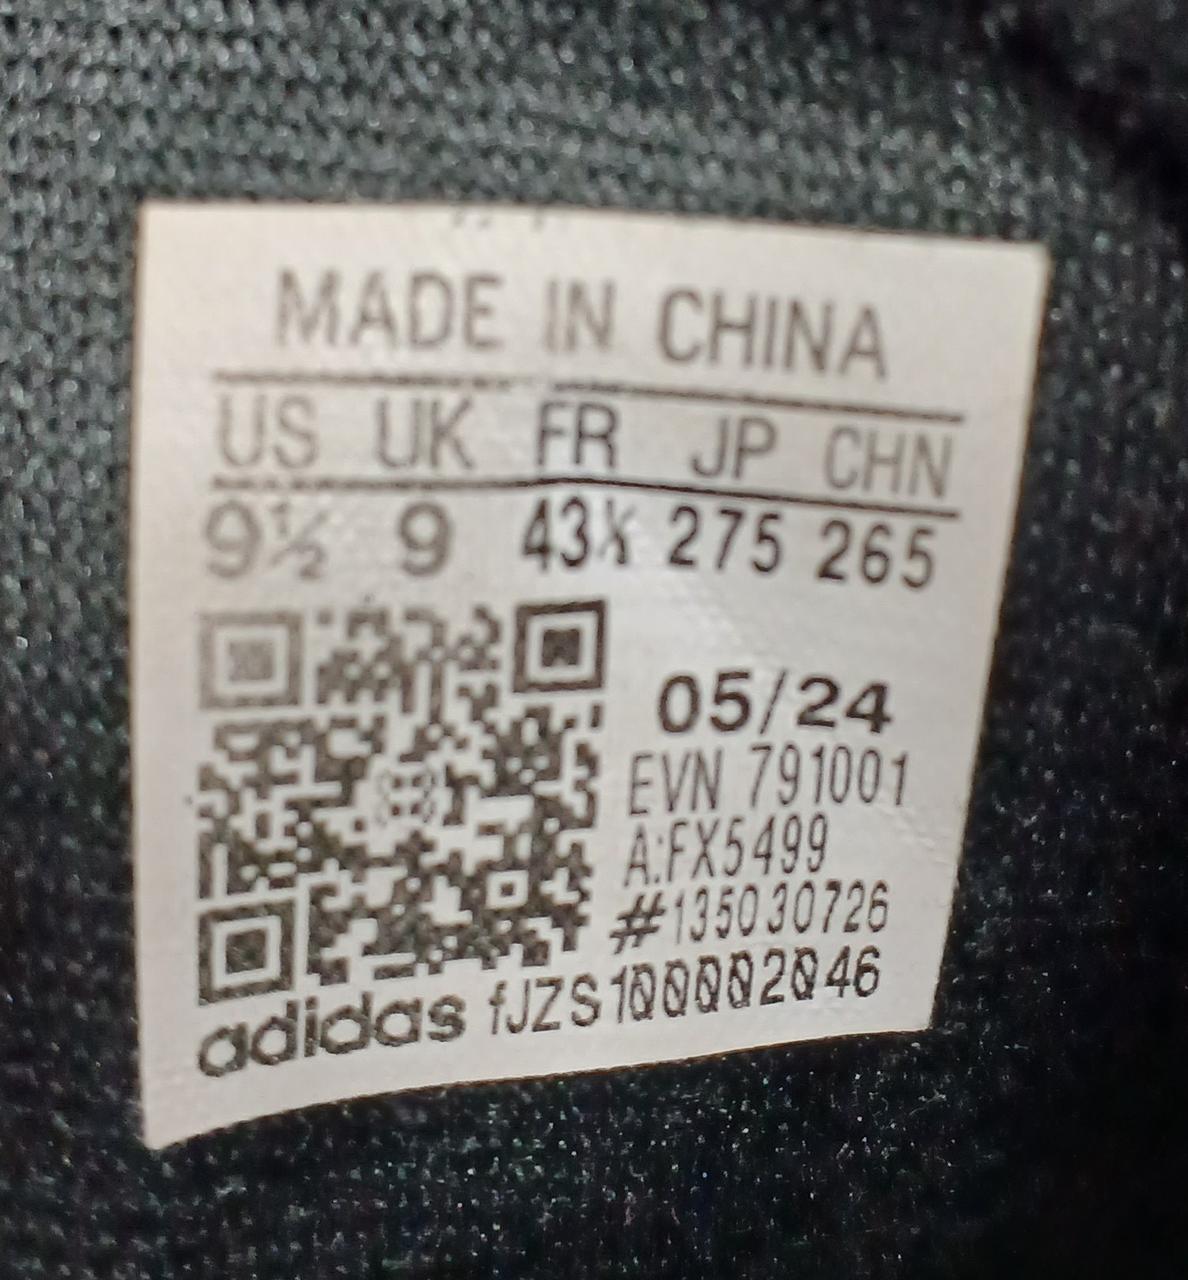 MADE IN CHINA
US UK FR JP CHN
9½ 9 43⅓ 275 265
05/24
EVN 791001
A:FX5499
#135030726
adidas fJZS100002046